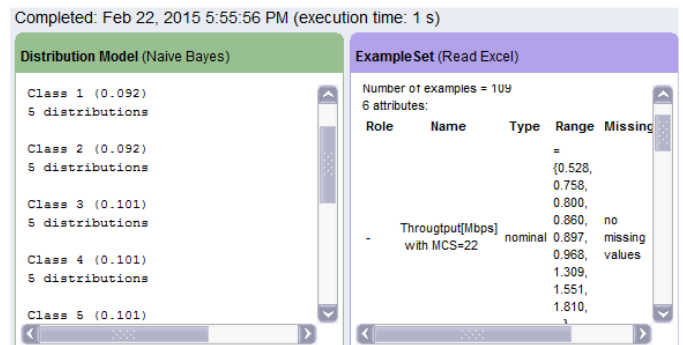 Completed: Feb 22, 2015 5:55:56 PM (execution time: 1 s)
Distribution Model (Naive Bayes)
Class 1 (0.092)
5 distributions
Class 2 (0.092)
5 distributions
Class 3 (0.101)
5 distributions
Class 4 (0.101)
5 distributions
Class 5 (0.101)
ExampleSet (Read Excel)
Number of examples = 109
6 attributes:
Role Name Type Range Missing
- Througtput[Mbps] with MCS=22 nominal
=
{0.528,
0.758,
0.800,
0.860,
0.897,
0.968,
1.309,
1.551,
1.810,
no
missing
values